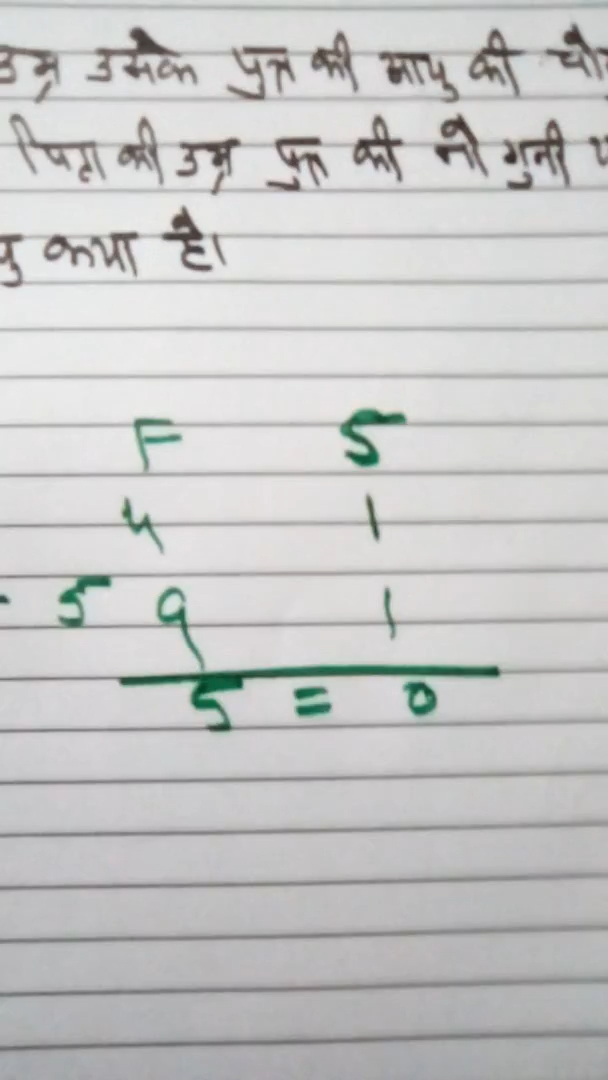 उम्र उसके पुत्र की आयु की चौ
पिता की उम्र पुत्र की नौ गुनी
यु क्या है।
F S
4 1
- 5 9 1
5 = 0